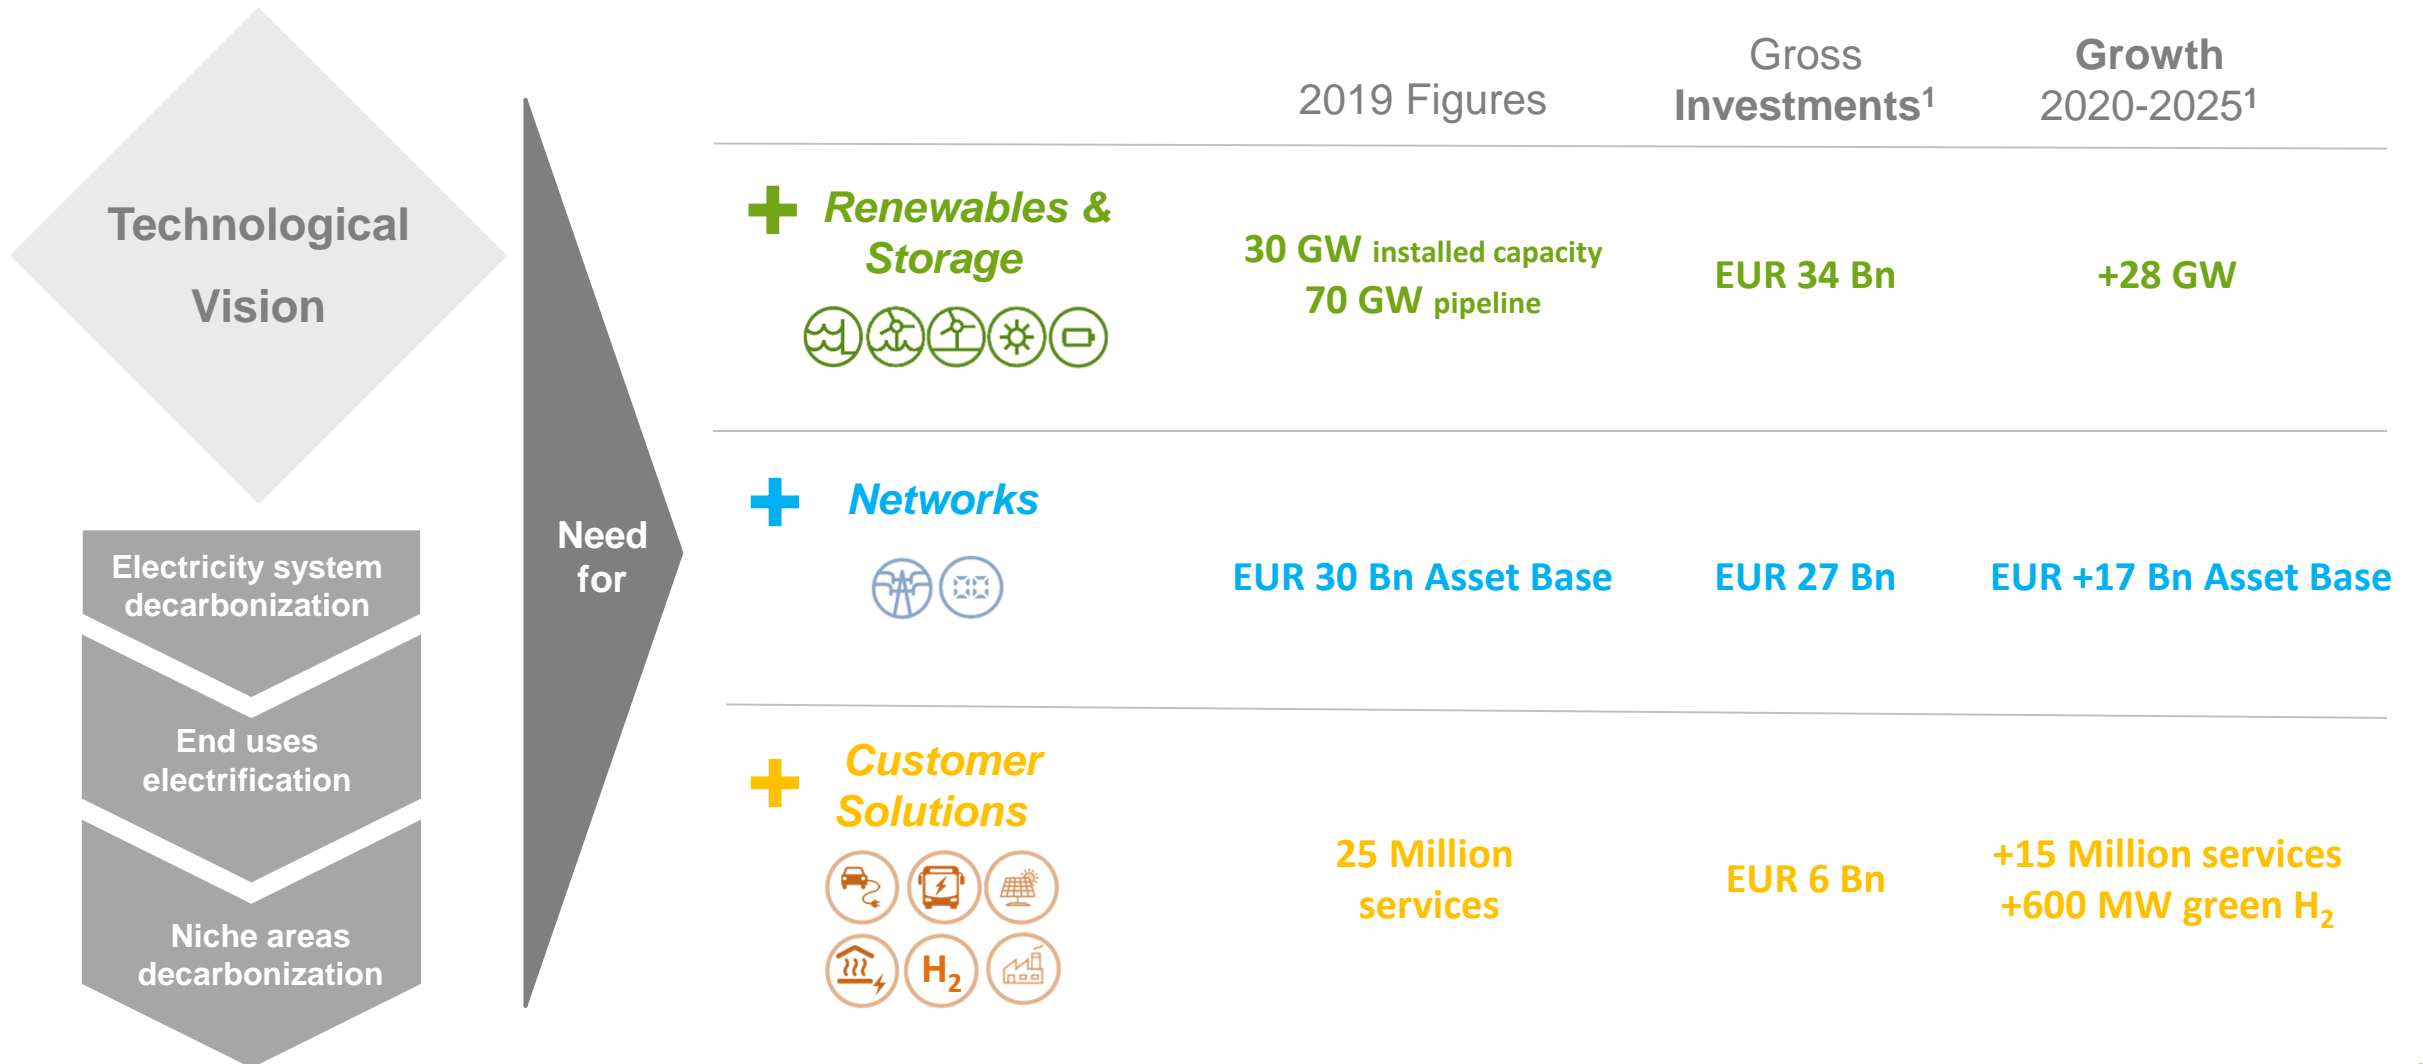 Technological
Vision
Electricity system
decarbonization
End uses
electrification
Niche areas
decarbonization
Need
for
2019 Figures
Gross
Investments¹
Growth
2020-2025¹
Renewables &
Storage
30 GW installed capacity
70 GW pipeline
EUR 34 Bn
+28 GW
Networks
EUR 30 Bn Asset Base
EUR 27 Bn
EUR +17 Bn Asset Base
Customer
Solutions
H₂
25 Million
services
EUR 6 Bn
+15 Million services
+600 MW green H₂